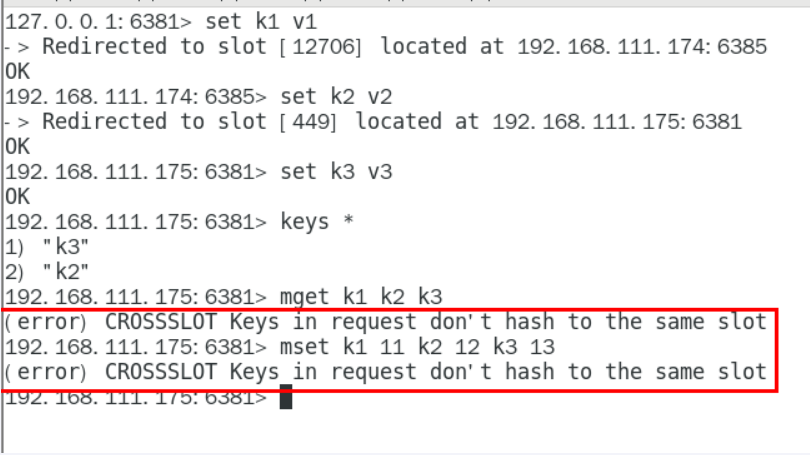 127.0.0.1:6381> set k1 v1
-> Redirected to slot [12706] located at 192.168.111.174:6385
OK
192.168.111.174:6385> set k2 v2
-> Redirected to slot [449] located at 192.168.111.175:6381
OK
192.168.111.175:6381> set k3 v3
OK
192.168.111.175:6381> keys *
1) "k3"
2) "k2"
192.168.111.175:6381> mget k1 k2 k3
(error) CROSSSLOT Keys in request don't hash to the same slot
192.168.111.175:6381> mset k1 11 k2 12 k3 13
(error) CROSSSLOT Keys in request don't hash to the same slot
192.168.111.175:6381>